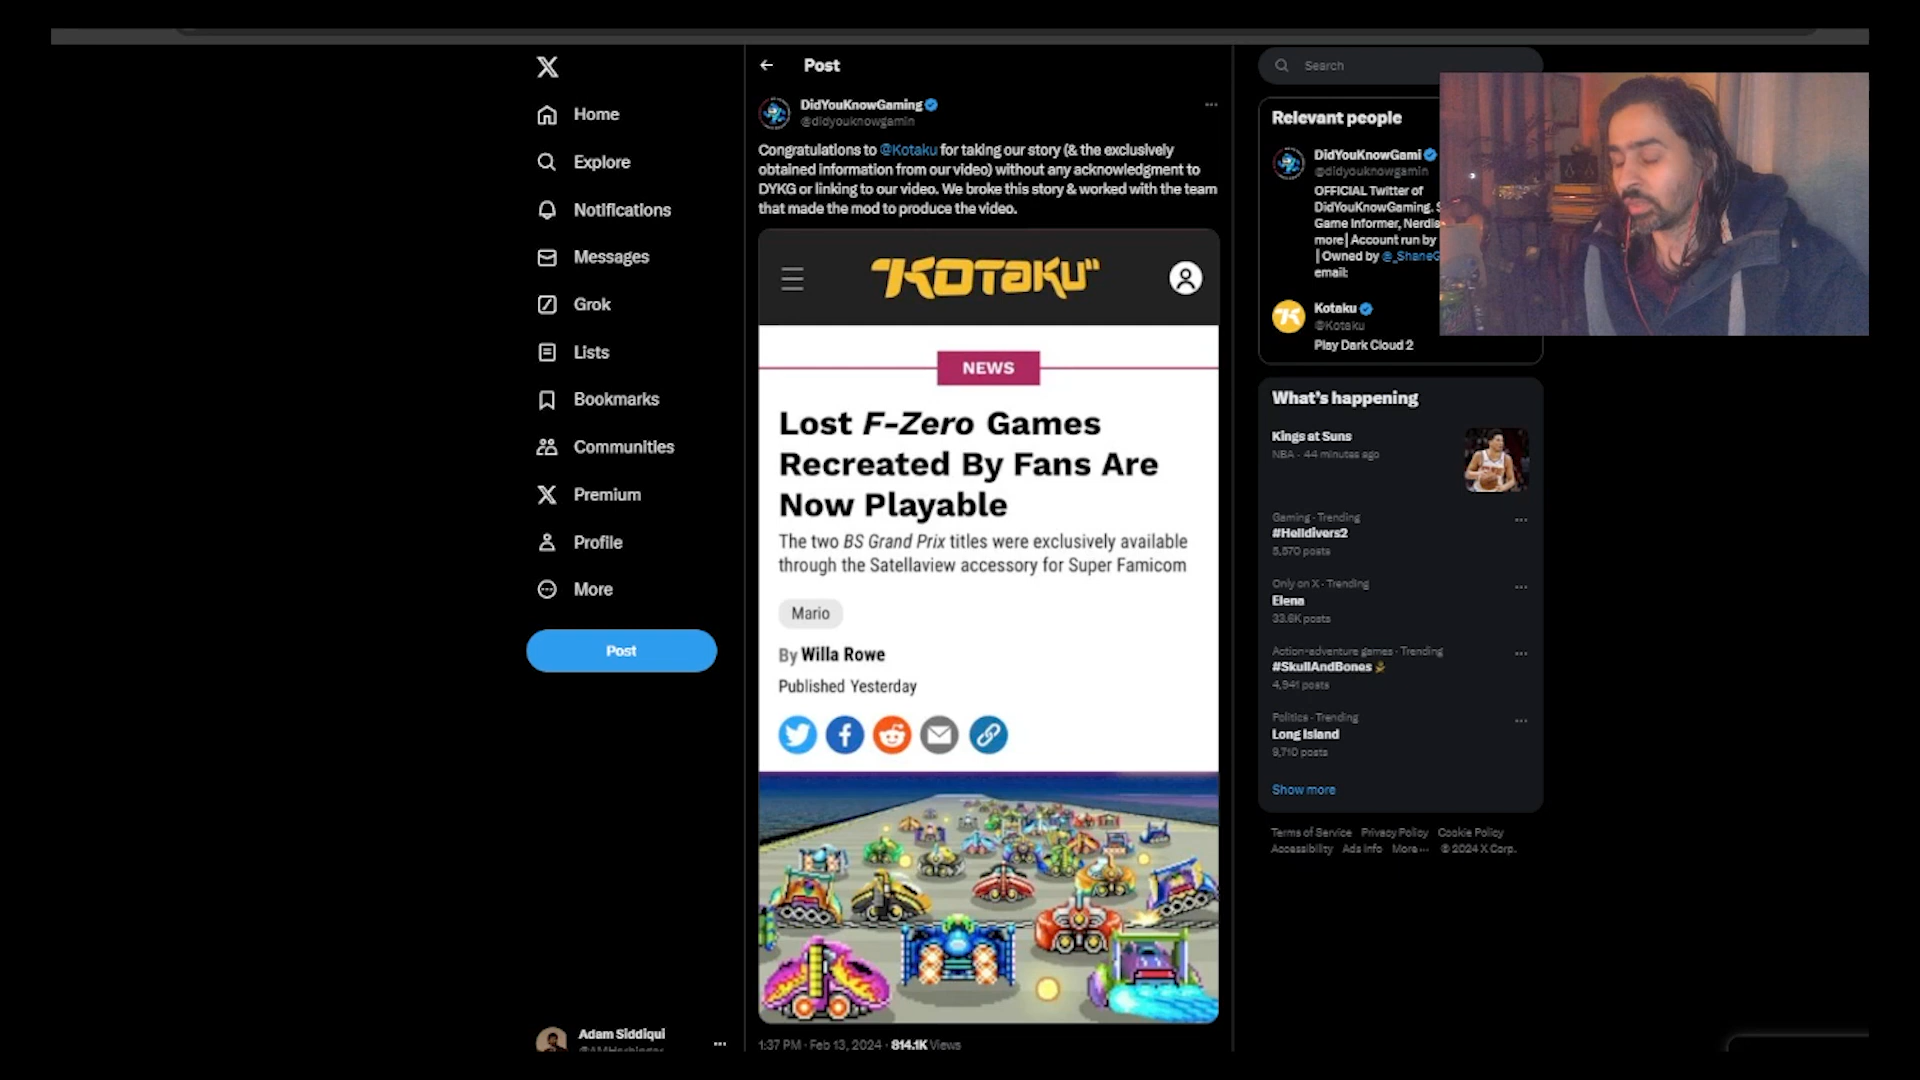 Home
Explore
Notifications
Messages
Grok
Lists
Bookmarks
Communities
Premium
Profile
More
Post
Adam Siddiqui
Post
DidYouKnowGaming
@didyouknowgamin
Congratulations to @Kotaku for taking our story (& the exclusively
obtained information from our video) without any acknowledgment to
DYKG or linking to our video. We broke this story & worked with the team
that made the mod to produce the video.
KOTAKU
NEWS
Lost F-Zero Games
Recreated By Fans Are
Now Playable
The two BS Grand Prix titles were exclusively available
through the Satellaview accessory for Super Famicom
Mario
By Willa Rowe
Published Yesterday
1:37 PM · Feb 13, 2024 · 814.1K Views
Search
Relevant people
DidYouKnowGami
@didyouknowgamin
OFFICIAL Twitter of
DidYouKnowGaming. S
Game Informer, Nerdis
more | Account run by
| Owned by @_ShaneG
email:
Kotaku
@Kotaku
Play Dark Cloud 2
What's happening
Kings at Suns
NBA · 44 minutes ago
Gaming · Trending
#Helldivers2
5,570 posts
Only on X · Trending
Elena
33.6K posts
Action-adventure games · Trending
#SkullAndBones
4,941 posts
Politics · Trending
Long Island
9,710 posts
Show more
Terms of Service Privacy Policy Cookie Policy
Accessibility Ads info More ··· © 2024 X Corp.